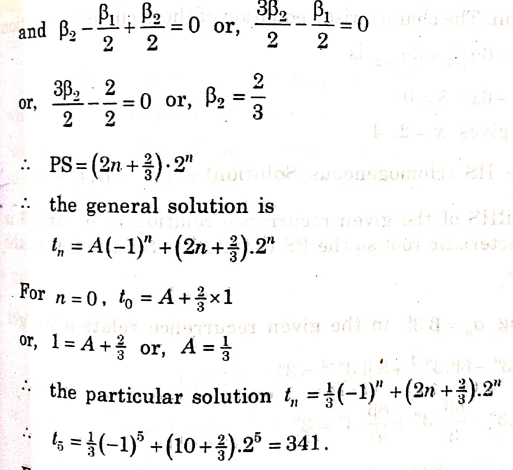 and β₂ − β₁/2 + β₂/2 = 0 or, 3β₂/2 − β₁/2 = 0
or, 3β₂/2 − 2/2 = 0 or, β₂ = 2/3
∴ PS = (2n + 2/3)·2ⁿ
∴ the general solution is
tₙ = A(−1)ⁿ + (2n + 2/3).2ⁿ
For n = 0, t₀ = A + 2/3 × 1
or, 1 = A + 2/3 or, A = 1/3
∴ the particular solution tₙ = 1/3(−1)ⁿ + (2n + 2/3).2ⁿ
∴ t₅ = 1/3(−1)⁵ + (10 + 2/3).2⁵ = 341.